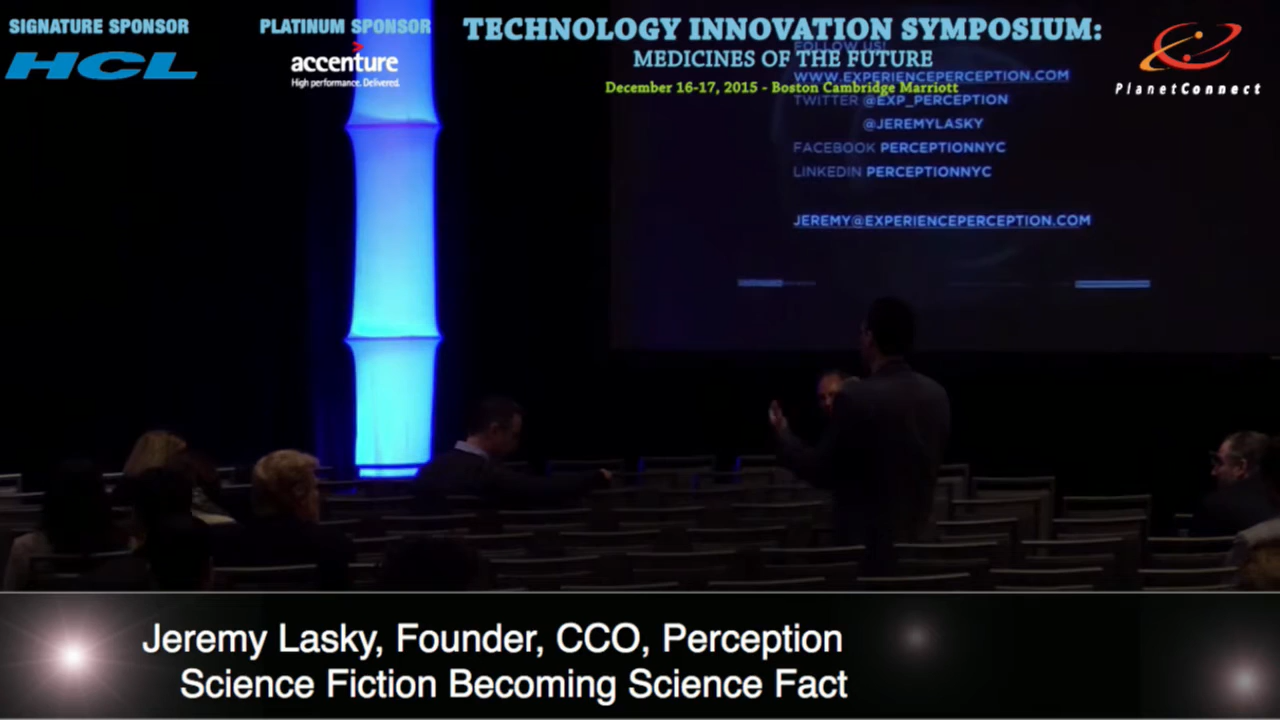 SIGNATURE SPONSOR
HCL
PLATINUM SPONSOR
accenture
High performance. Delivered.
TECHNOLOGY INNOVATION SYMPOSIUM:
MEDICINES OF THE FUTURE
December 16-17, 2015 - Boston Cambridge Marriott
PlanetConnect
FOLLOW US!
WWW.EXPERIENCEPERCEPTION.COM
TWITTER @EXP_PERCEPTION
@JEREMYLASKY
FACEBOOK PERCEPTIONNYC
LINKEDIN PERCEPTIONNYC
JEREMY@EXPERIENCEPERCEPTION.COM
Jeremy Lasky, Founder, CCO, Perception
Science Fiction Becoming Science Fact